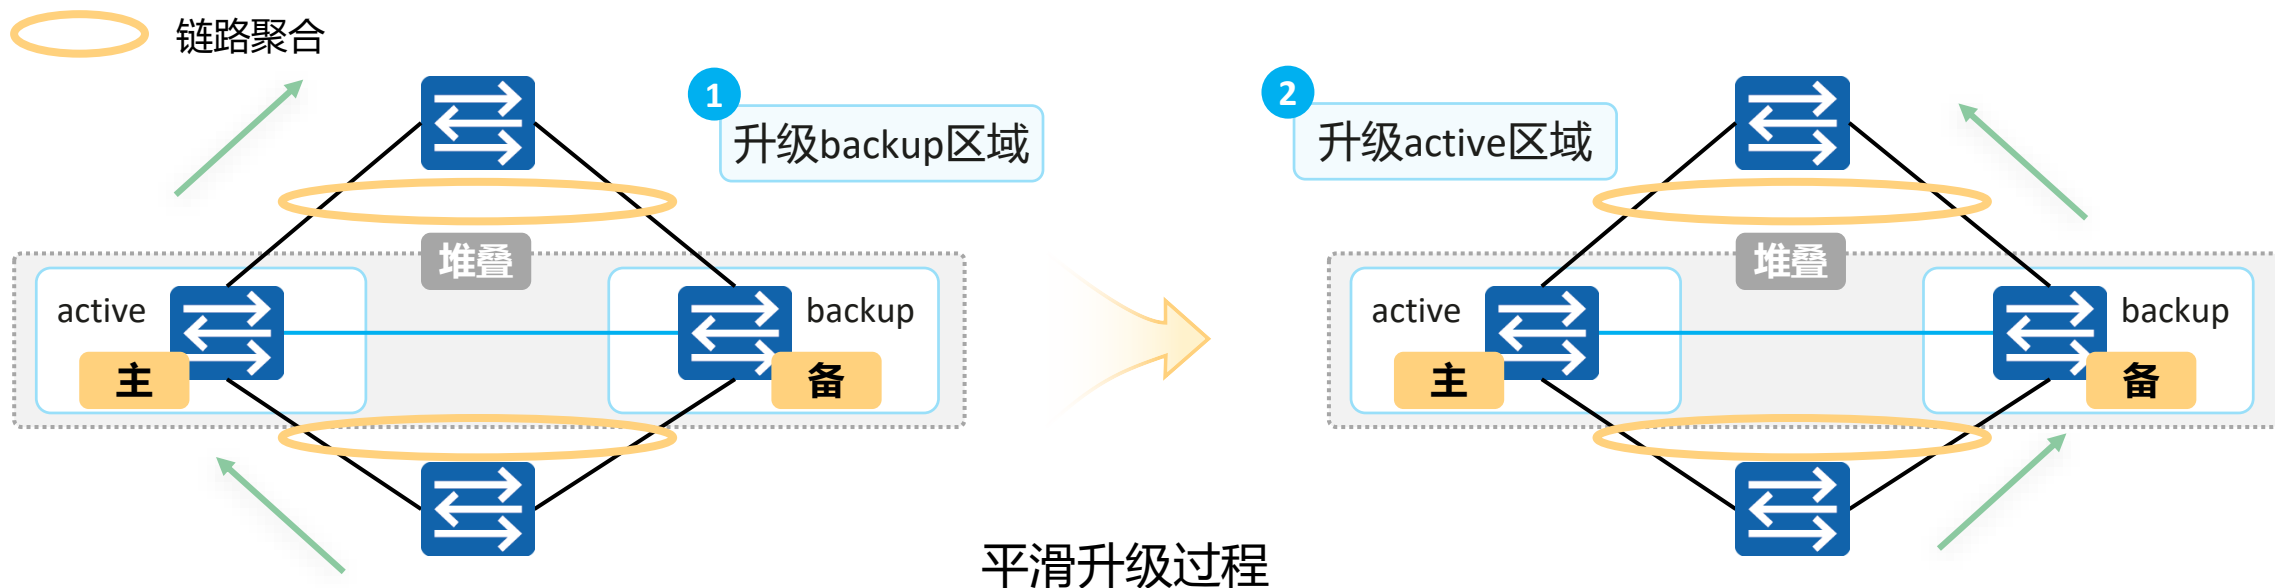 链路聚合
1
升级backup区域
堆叠
active
backup
主
备
2
升级active区域
堆叠
active
backup
主
备
平滑升级过程